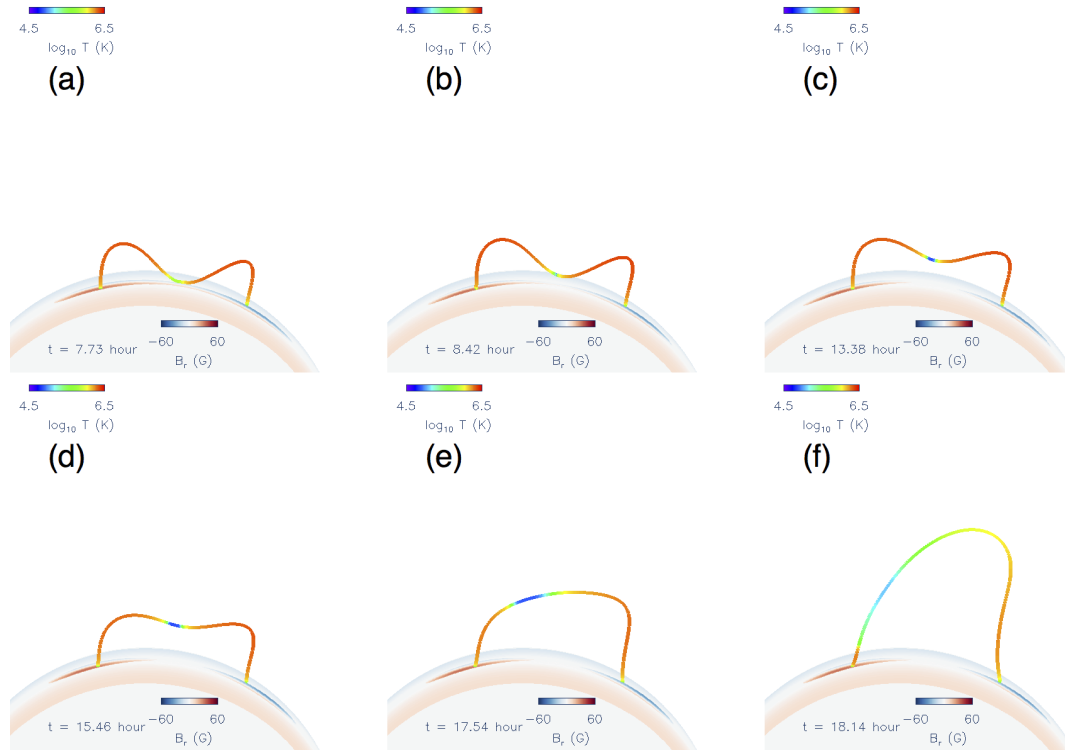 4.5 6.5
log₁₀ T (K)
(a)
−60 60
t = 7.73 hour
Bᵣ (G)
4.5 6.5
log₁₀ T (K)
(b)
−60 60
t = 8.42 hour
Bᵣ (G)
4.5 6.5
log₁₀ T (K)
(c)
−60 60
t = 13.38 hour
Bᵣ (G)
4.5 6.5
log₁₀ T (K)
(d)
−60 60
t = 15.46 hour
Bᵣ (G)
4.5 6.5
log₁₀ T (K)
(e)
−60 60
t = 17.54 hour
Bᵣ (G)
4.5 6.5
log₁₀ T (K)
(f)
−60 60
t = 18.14 hour
Bᵣ (G)